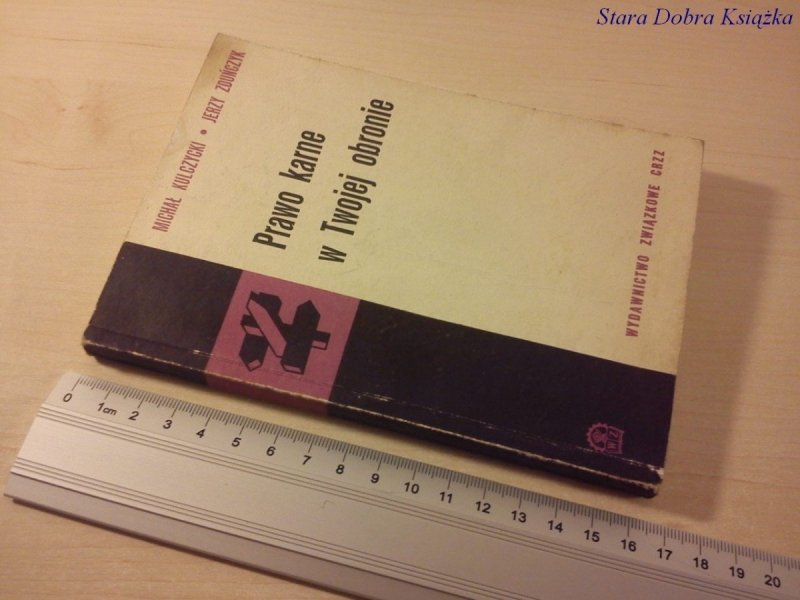 Stara Dobra Książka
MICHAŁ KULCZYCKI • JERZY ZDUŃCZYK
Prawo karne
w Twojej obronie
WYDAWNICTWO ZWIĄZKOWE CRZZ
WZ
0 1cm 2 3 4 5 6 7 8 9 10 11 12 13 14 15 16 17 18 19 20